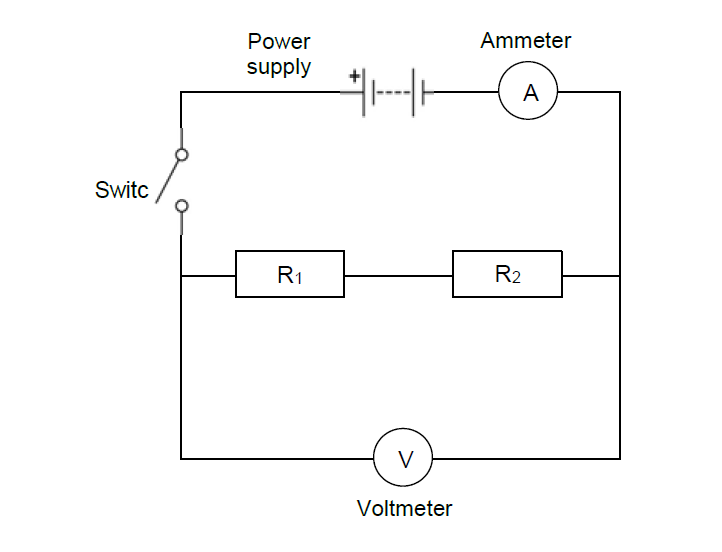 Power
supply
Ammeter
+
A
Switc
R1
R2
V
Voltmeter